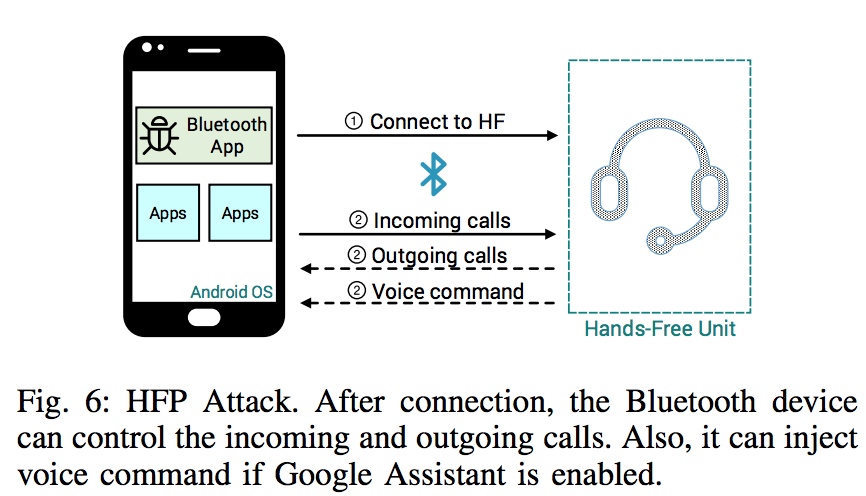 ① Connect to HF
Bluetooth
App
Apps Apps
② Incoming calls
② Outgoing calls
② Voice command
Android OS
Hands-Free Unit
Fig. 6: HFP Attack. After connection, the Bluetooth device
can control the incoming and outgoing calls. Also, it can inject
voice command if Google Assistant is enabled.